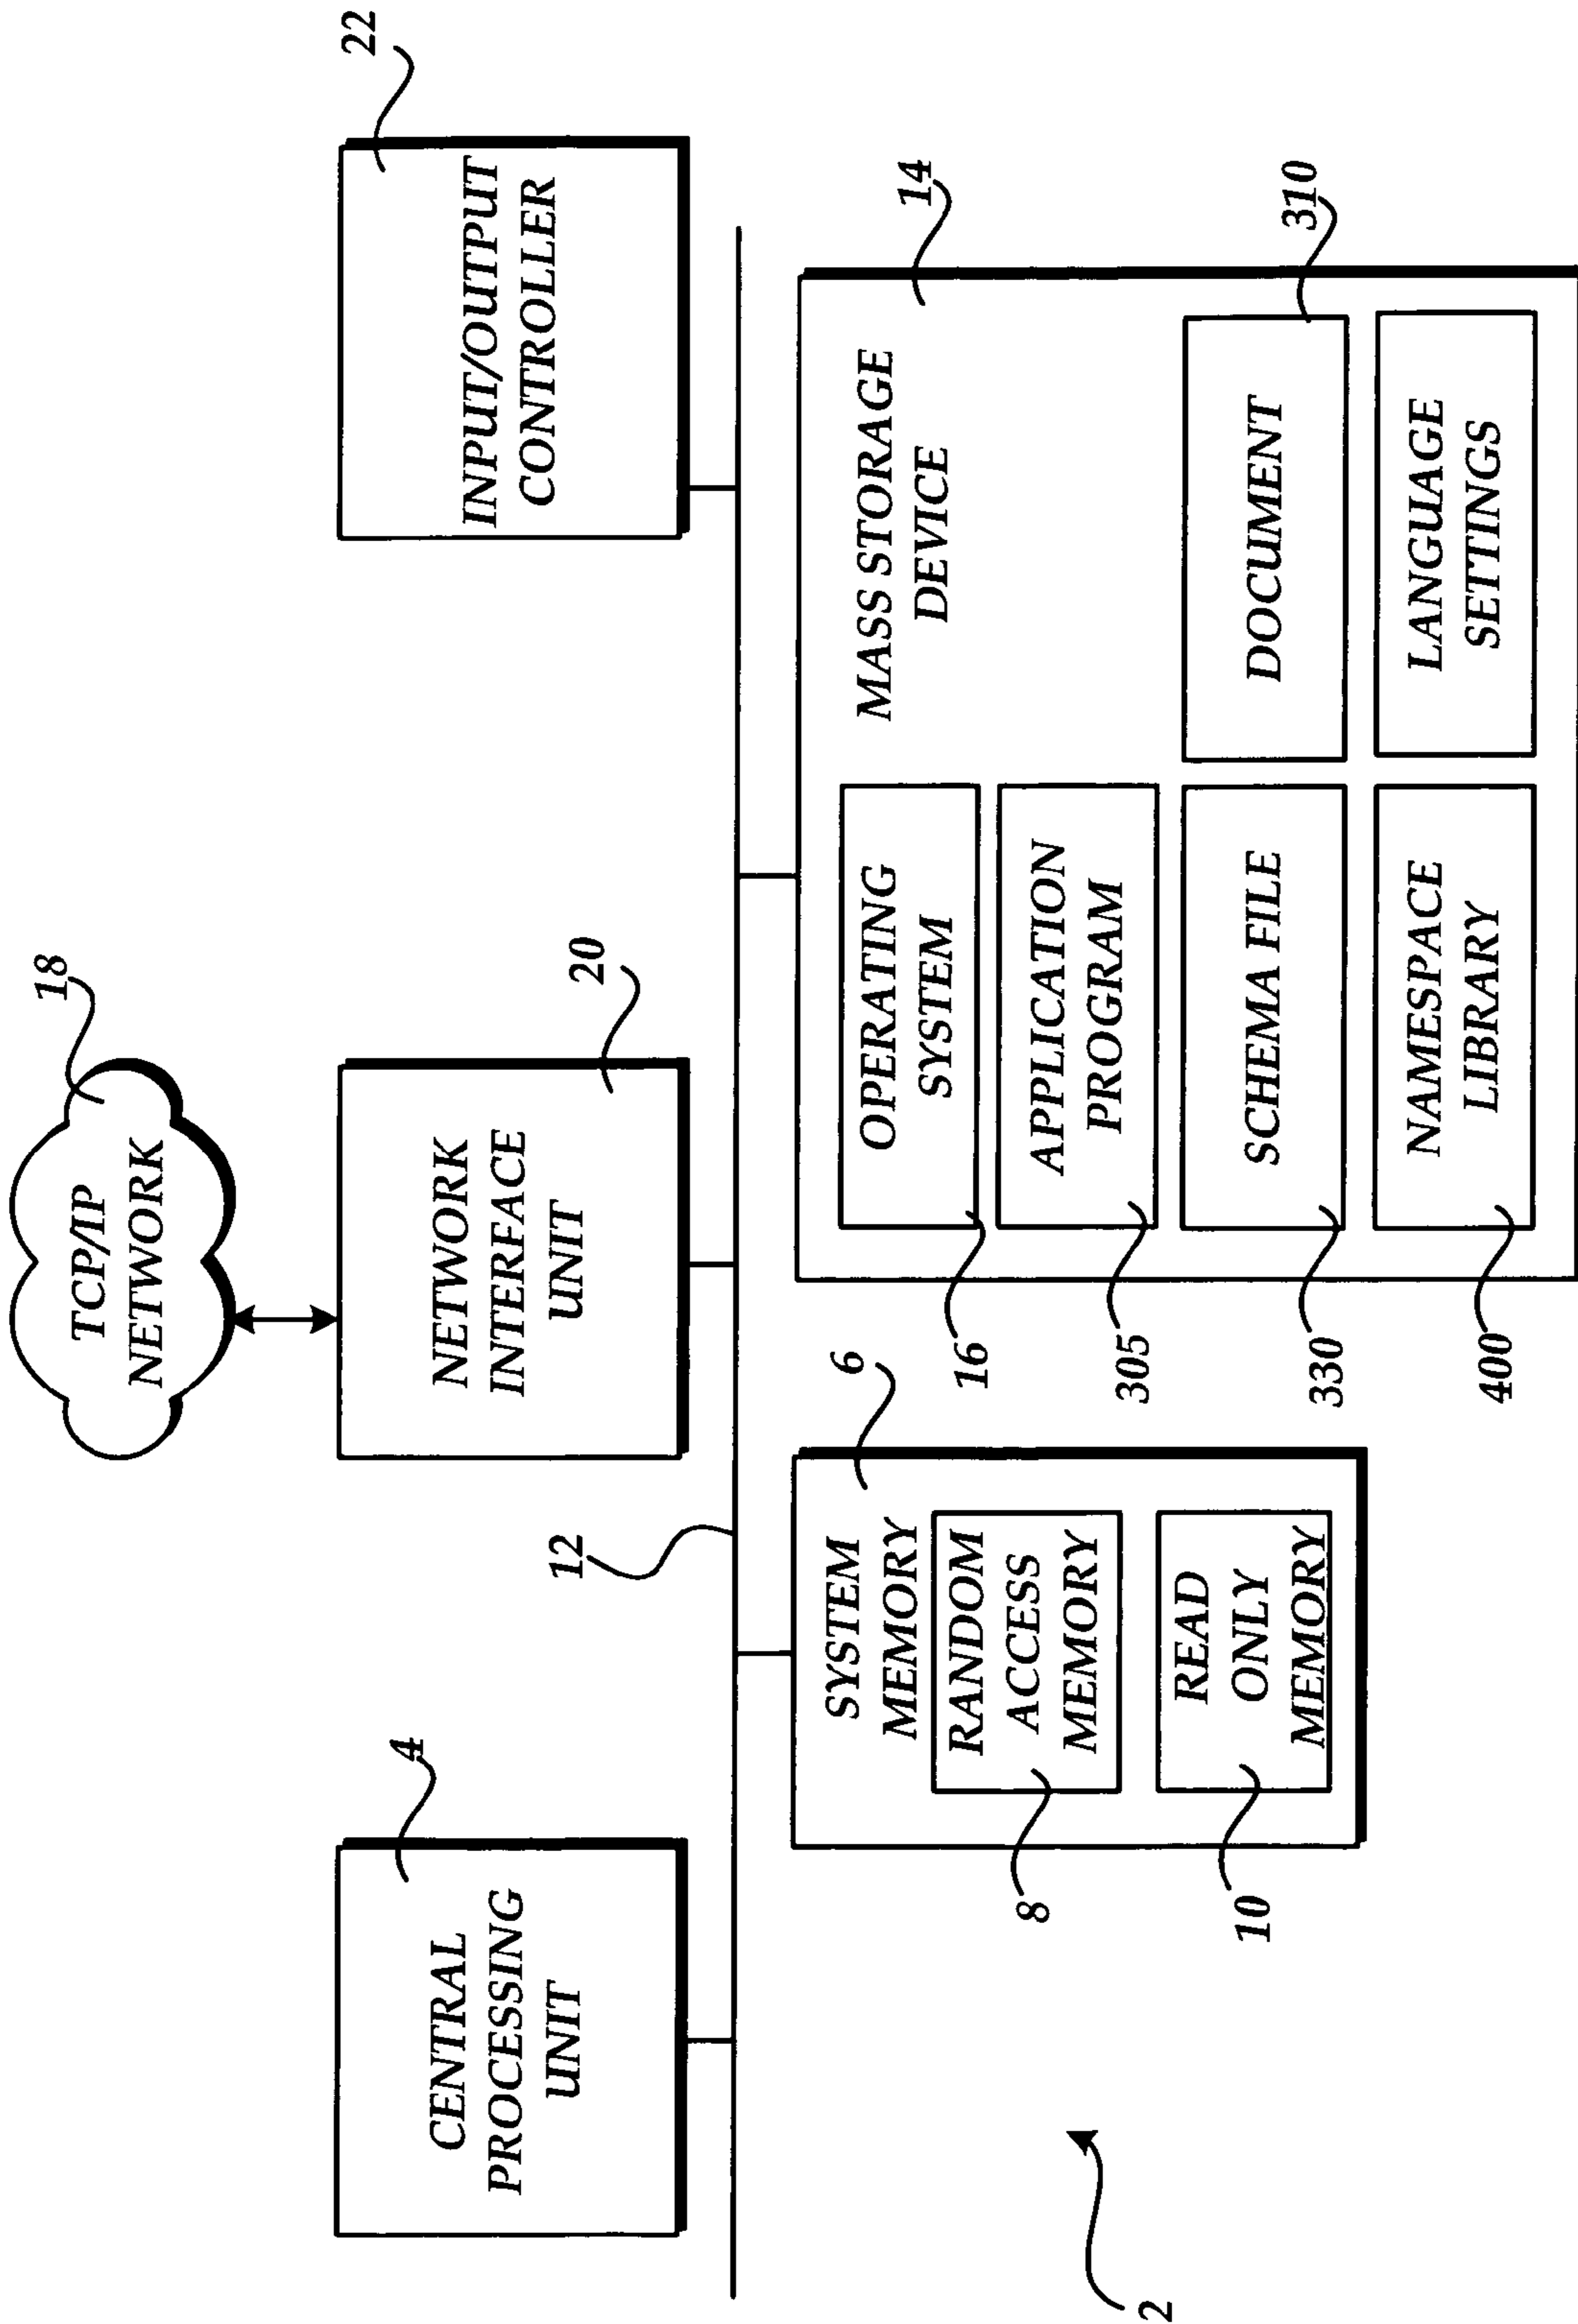 18
TCP/IP
NETWORK
4
CENTRAL
PROCESSING
UNIT
20
NETWORK
INTERFACE
UNIT
22
INPUT/OUTPUT
CONTROLLER
12
6
SYSTEM
MEMORY
8
RANDOM
ACCESS
MEMORY
10
READ
ONLY
MEMORY
14
MASS STORAGE
DEVICE
16
OPERATING
SYSTEM
305
APPLICATION
PROGRAM
330
SCHEMA FILE
310
DOCUMENT
400
NAMESPACE
LIBRARY
LANGUAGE
SETTINGS
2